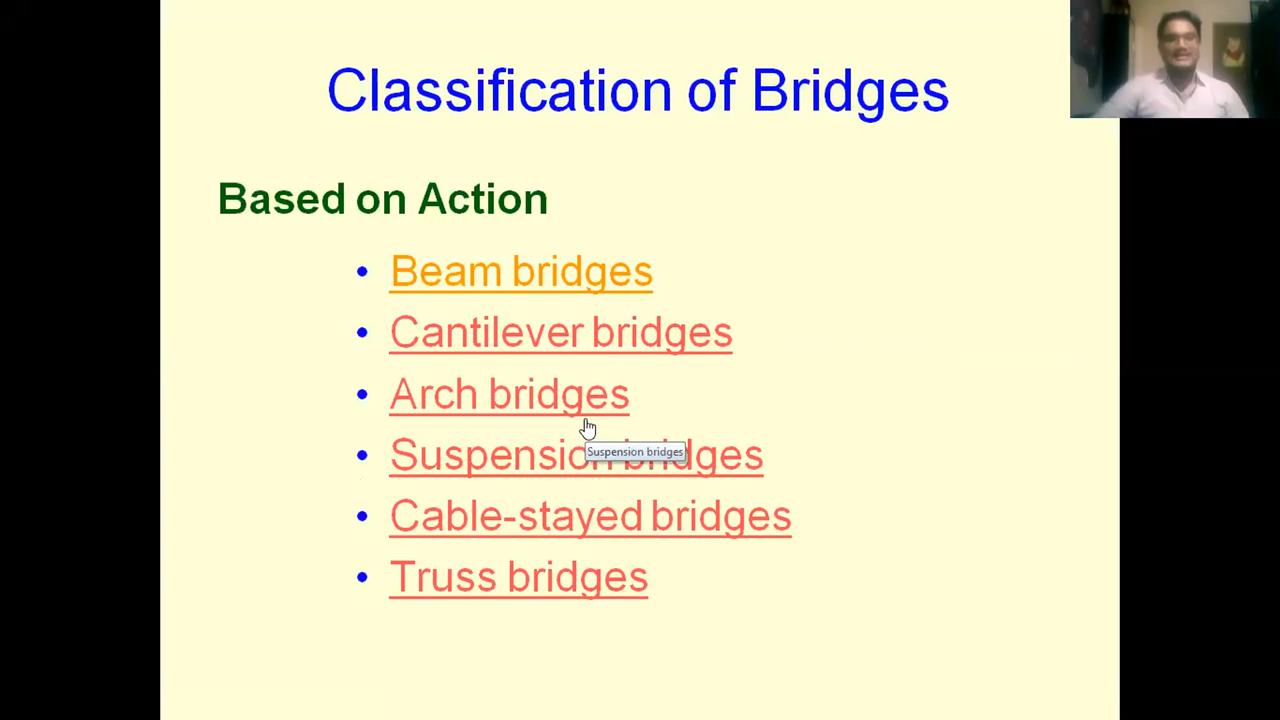 Classification of Bridges
Based on Action
• Beam bridges
• Cantilever bridges
• Arch bridges
• Suspension bridges
Suspension bridges
• Cable-stayed bridges
• Truss bridges